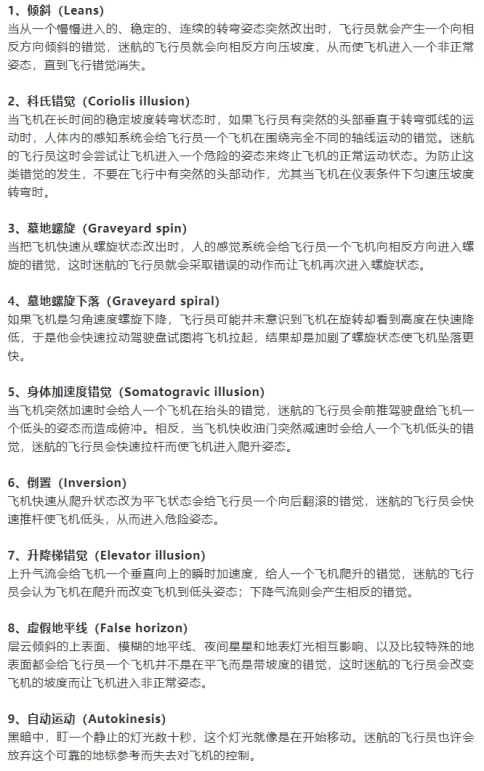 1、倾斜（Leans）
当从一个慢慢进入的、稳定的、连续的转弯姿态突然改出时，飞行员就会产生一个向相
反方向倾斜的错觉，迷航的飞行员就会向相反方向压坡度，从而使飞机进入一个非正常
姿态，直到飞行错觉消失。
2、科氏错觉（Coriolis illusion）
当飞机在长时间的稳定坡度转弯状态时，如果飞行员有突然的头部垂直于转弯弧线的运
动时，人体内的感知系统会给飞行员一个飞机在围绕完全不同的轴线运动的错觉。迷航
的飞行员这时会尝试让飞机进入一个危险的姿态来终止飞机的正常运动状态。为防止这
类错觉的发生，不要在飞行中有突然的头部动作，尤其当飞机在仪表条件下匀速压坡度
转弯时。
3、墓地螺旋（Graveyard spin）
当把飞机快速从螺旋状态改出时，人的感觉系统会给飞行员一个飞机向相反方向进入螺
旋的错觉，这时迷航的飞行员就会采取错误的动作而让飞机再次进入螺旋状态。
4、墓地螺旋下落（Graveyard spiral）
如果飞机是匀角速度螺旋下降，飞行员可能并未意识到飞机在旋转却看到高度在快速降
低，于是他会快速拉动驾驶盘试图将飞机拉起，结果却是加剧了螺旋状态使飞机坠落更
快。
5、身体加速度错觉（Somatogravic illusion）
当飞机突然加速时会给人一个飞机在抬头的错觉，迷航的飞行员会前推驾驶盘给飞机一
个低头的姿态而造成俯冲。相反，当飞机快收油门突然减速时会给人一个飞机低头的错
觉，迷航的飞行员会快速拉杆而使飞机进入爬升姿态。
6、倒置（Inversion）
飞机快速从爬升状态改为平飞状态会给飞行员一个向后翻滚的错觉，迷航的飞行员会快
速推杆使飞机低头，从而进入危险姿态。
7、升降梯错觉（Elevator illusion）
上升气流会给飞机一个垂直向上的瞬时加速度，给人一个飞机爬升的错觉，迷航的飞行
员会认为飞机在爬升而改变飞机到低头姿态；下降气流则会产生相反的错觉。
8、虚假地平线（False horizon）
层云倾斜的上表面、模糊的地平线、夜间星星和地表灯光相互影响、以及比较特殊的地
表面都会给飞行员一个飞机并不是在平飞而是带坡度的错觉，这时迷航的飞行员会改变
飞机的坡度而让飞机进入非正常姿态。
9、自动运动（Autokinesis）
黑暗中，盯一个静止的灯光数十秒，这个灯光就像是在开始移动。迷航的飞行员也许会
放弃这个可靠的地标参考而失去对飞机的控制。